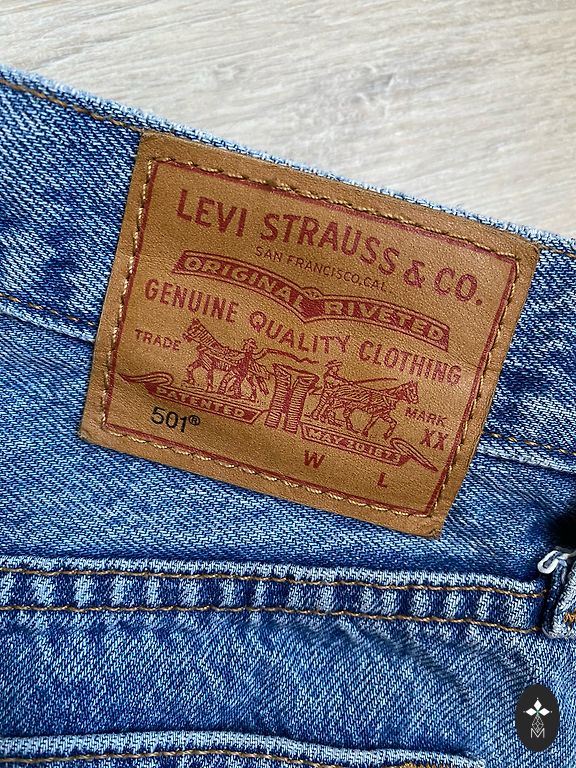 LEVI STRAUSS & CO.
SAN FRANCISCO, CAL.
ORIGINAL RIVETED
GENUINE QUALITY CLOTHING
TRADE MARK
PATENTED MAY 20 1873 XX
501®
W L
M